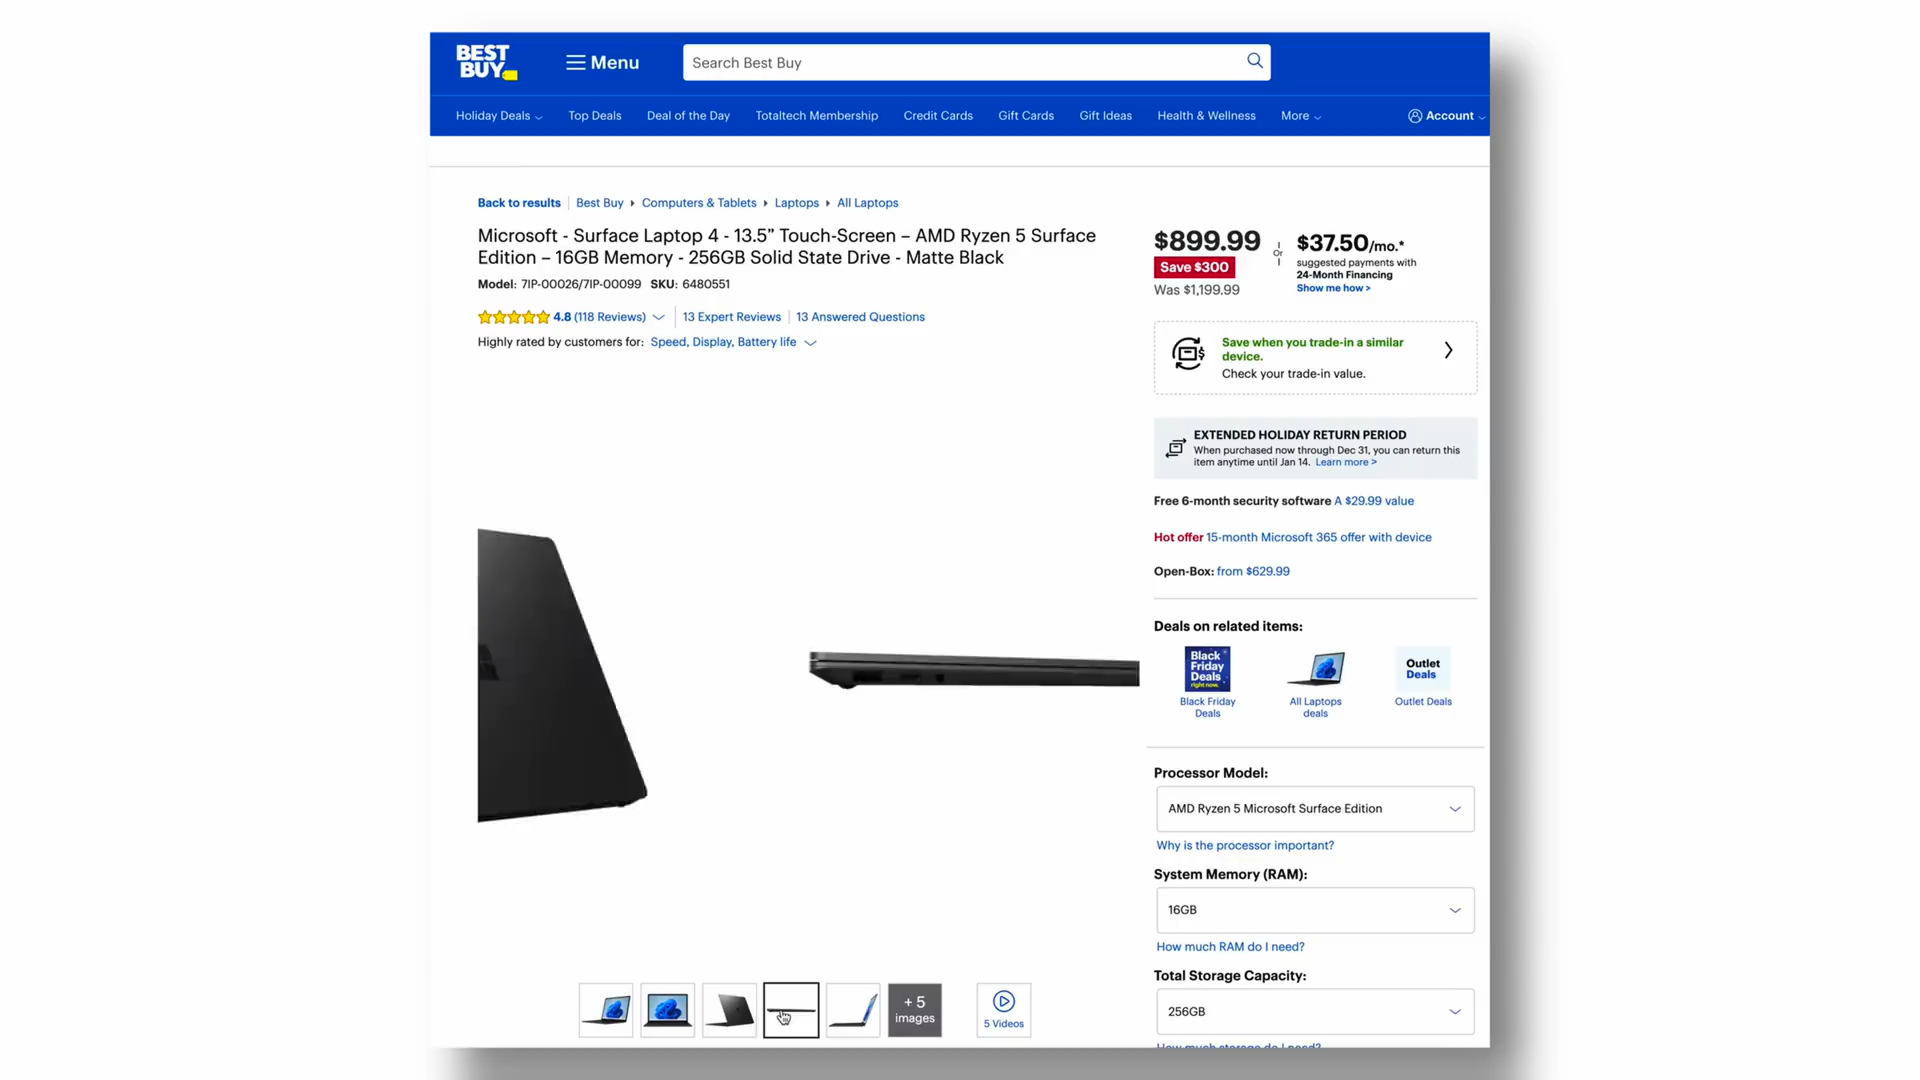 BEST
BUY
Menu
Search Best Buy
Holiday Deals
Top Deals
Deal of the Day
Totaltech Membership
Credit Cards
Gift Cards
Gift Ideas
Health & Wellness
More
Account
Back to results
Best Buy
Computers & Tablets
Laptops
All Laptops
Microsoft - Surface Laptop 4 - 13.5” Touch-Screen – AMD Ryzen 5 Surface
Edition – 16GB Memory - 256GB Solid State Drive - Matte Black
Model: 7IP-00026/7IP-00099 SKU: 6480551
4.8 (118 Reviews)
13 Expert Reviews
13 Answered Questions
Highly rated by customers for: Speed, Display, Battery life
$899.99
Save $300
Was $1,199.99
Or
$37.50/mo.*
suggested payments with
24-Month Financing
Show me how >
Save when you trade-in a similar
device.
Check your trade-in value.
EXTENDED HOLIDAY RETURN PERIOD
When purchased now through Dec 31, you can return this
item anytime until Jan 14. Learn more >
Free 6-month security software A $29.99 value
Hot offer 15-month Microsoft 365 offer with device
Open-Box: from $629.99
Deals on related items:
Black
Friday
Deals
right now.
Black Friday
Deals
All Laptops
deals
Outlet
Deals
Outlet Deals
Processor Model:
AMD Ryzen 5 Microsoft Surface Edition
Why is the processor important?
System Memory (RAM):
16GB
How much RAM do I need?
Total Storage Capacity:
256GB
How much storage do I need?
+ 5
images
5 Videos